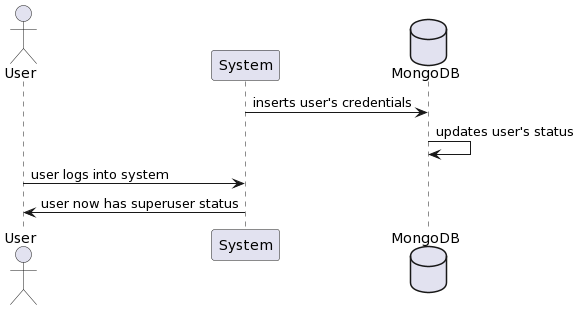 User
System
MongoDB
inserts user's credentials
updates user's status
user logs into system
user now has superuser status
User
System
MongoDB